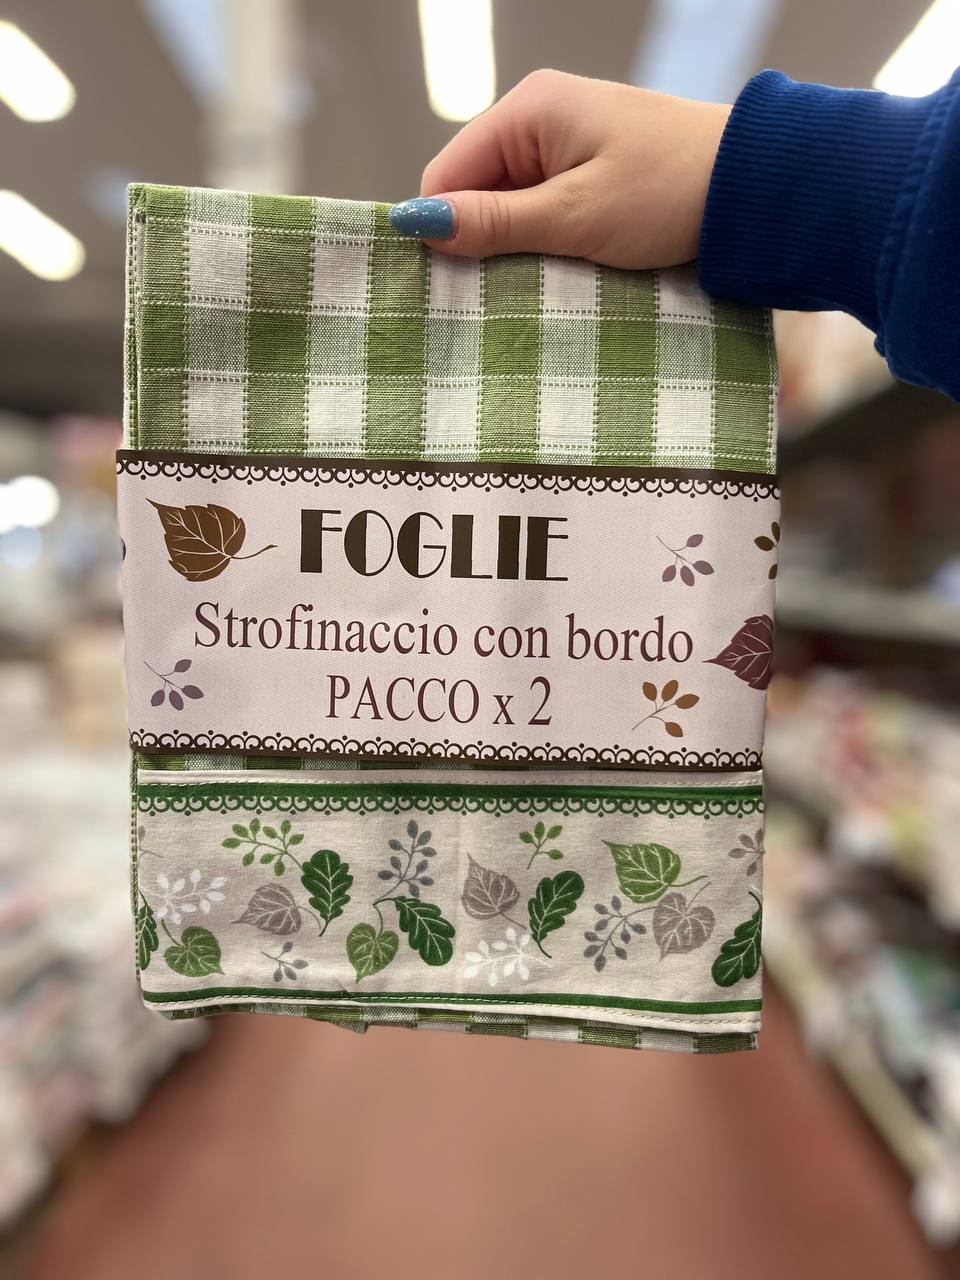 FOGLIE
Strofinaccio con bordo
PACCO x 2